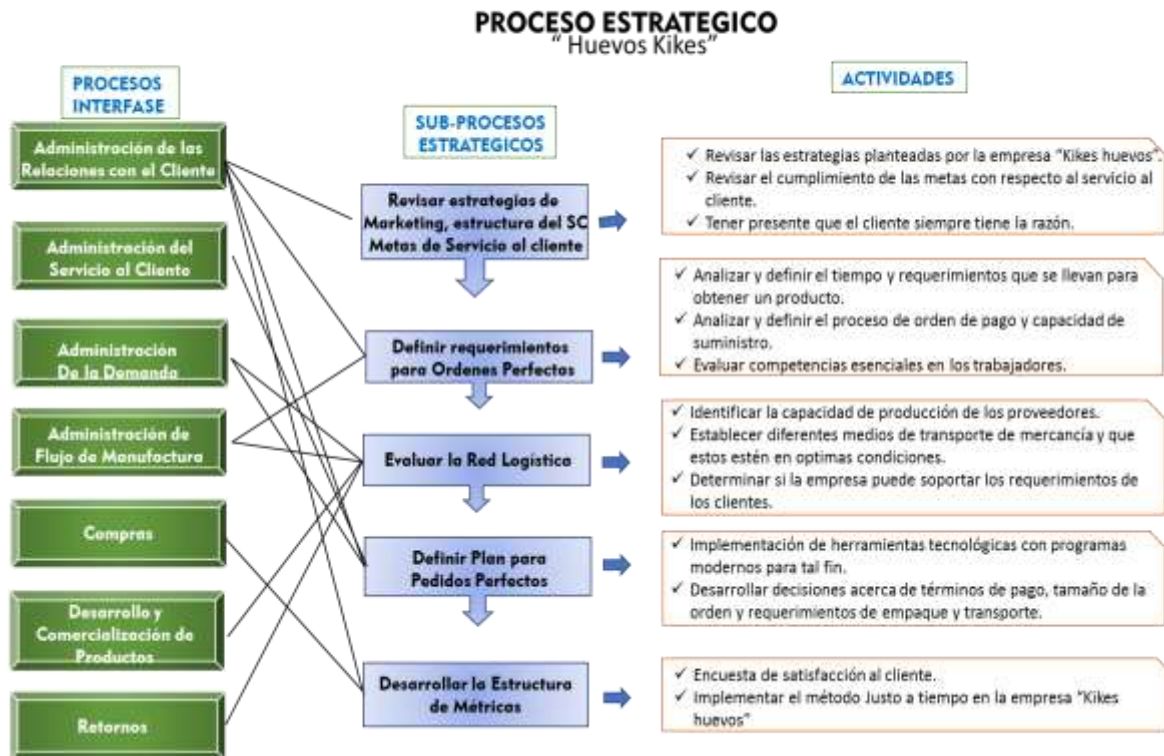 PROCESO ESTRATEGICO
“ Huevos Kikes”
PROCESOS
INTERFASE
Administración de las
Relaciones con el Cliente
Administración del
Servicio al Cliente
Administración
De la Demanda
Administración de
Flujo de Manufactura
Compras
Desarrollo y
Comercialización de
Productos
Retornos
SUB-PROCESOS
ESTRATEGICOS
Revisar estrategias de
Marketing, estructura del SC
Metas de Servicio al cliente
Definir requerimientos
para Ordenes Perfectas
Evaluar la Red Logística
Definir Plan para
Pedidos Perfectos
Desarrollar la Estructura
de Métricas
ACTIVIDADES
✓ Revisar las estrategias planteadas por la empresa “Kikes huevos”.
✓ Revisar el cumplimiento de las metas con respecto al servicio al
cliente.
✓ Tener presente que el cliente siempre tiene la razón.
✓ Analizar y definir el tiempo y requerimientos que se llevan para
obtener un producto.
✓ Analizar y definir el proceso de orden de pago y capacidad de
suministro.
✓ Evaluar competencias esenciales en los trabajadores.
✓ Identificar la capacidad de producción de los proveedores.
✓ Establecer diferentes medios de transporte de mercancía y que
estos estén en optimas condiciones.
✓ Determinar si la empresa puede soportar los requerimientos de
los clientes.
✓ Implementación de herramientas tecnológicas con programas
modernos para tal fin.
✓ Desarrollar decisiones acerca de términos de pago, tamaño de la
orden y requerimientos de empaque y transporte.
✓ Encuesta de satisfacción al cliente.
✓ Implementar el método Justo a tiempo en la empresa “Kikes
huevos”